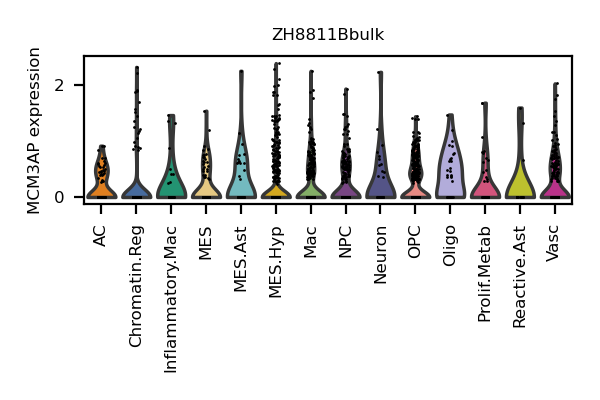 ZH8811Bbulk
MCM3AP expression
2
0
AC
Chromatin.Reg
Inflammatory.Mac
MES
MES.Ast
MES.Hyp
Mac
NPC
Neuron
OPC
Oligo
Prolif.Metab
Reactive.Ast
Vasc